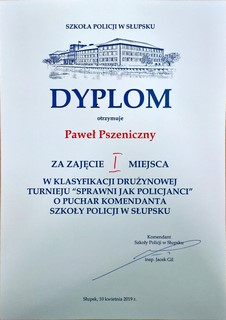 SZKOŁA POLICJI W SŁUPSKU
DYPLOM
otrzymuje
Paweł Pszeniczny
ZA ZAJĘCIE I MIEJSCA
W KLASYFIKACJI DRUŻYNOWEJ
TURNIEJU "SPRAWNI JAK POLICJANCI"
O PUCHAR KOMENDANTA
SZKOŁY POLICJI W SŁUPSKU
Komendant
Szkoły Policji w Słupsku
insp. Jacek Gil
Słupsk, 10 kwietnia 2019 r.